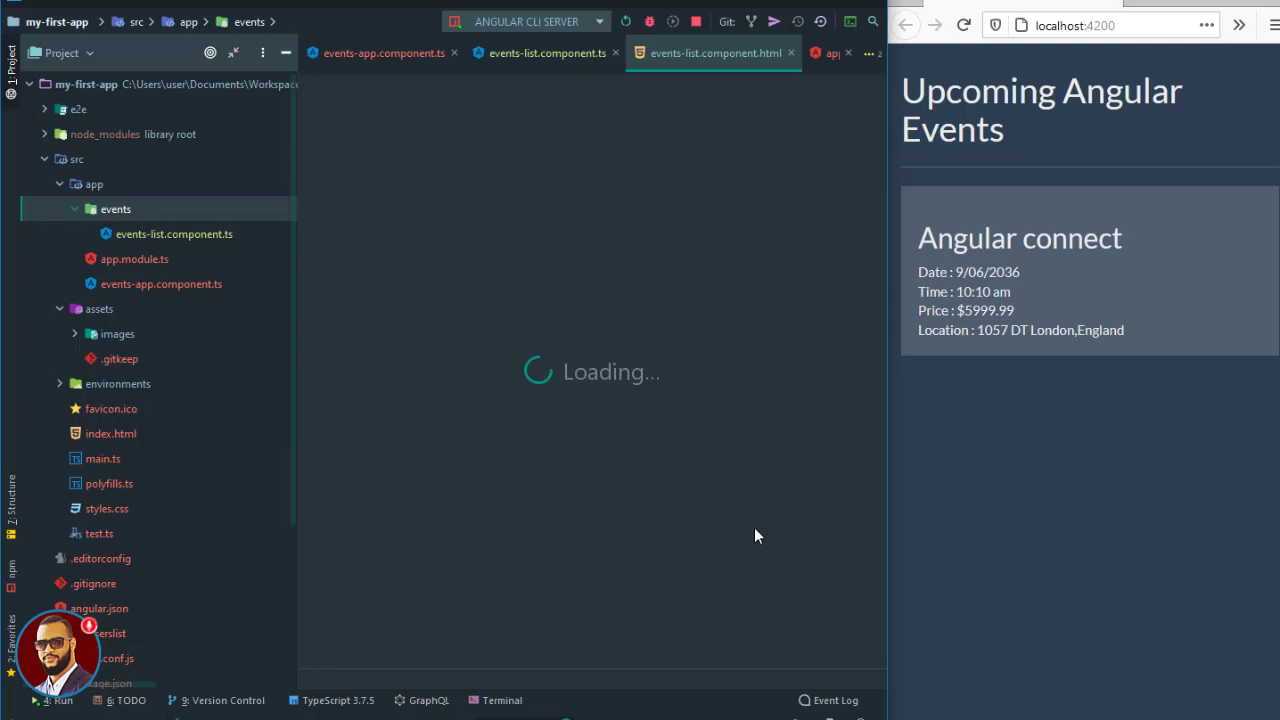 my-first-app
src
app
events
ANGULAR CLI SERVER
Git:
localhost:4200
1: Project
Project
events-app.component.ts
events-list.component.ts
events-list.component.html
2
my-first-app C:\Users\user\Documents\Workspac
e2e
node_modules library root
src
app
events
events-list.component.ts
app.module.ts
events-app.component.ts
assets
images
.gitkeep
environments
favicon.ico
index.html
main.ts
polyfills.ts
styles.css
test.ts
.editorconfig
.gitignore
angular.json
Loading...
Upcoming Angular
Events
Angular connect
Date : 9/06/2036
Time : 10:10 am
Price : $5999.99
Location : 1057 DT London,England
7: Structure
npm
2: Favorites
4: Run
6: TODO
9: Version Control
TypeScript 3.7.5
GraphQL
Terminal
Event Log